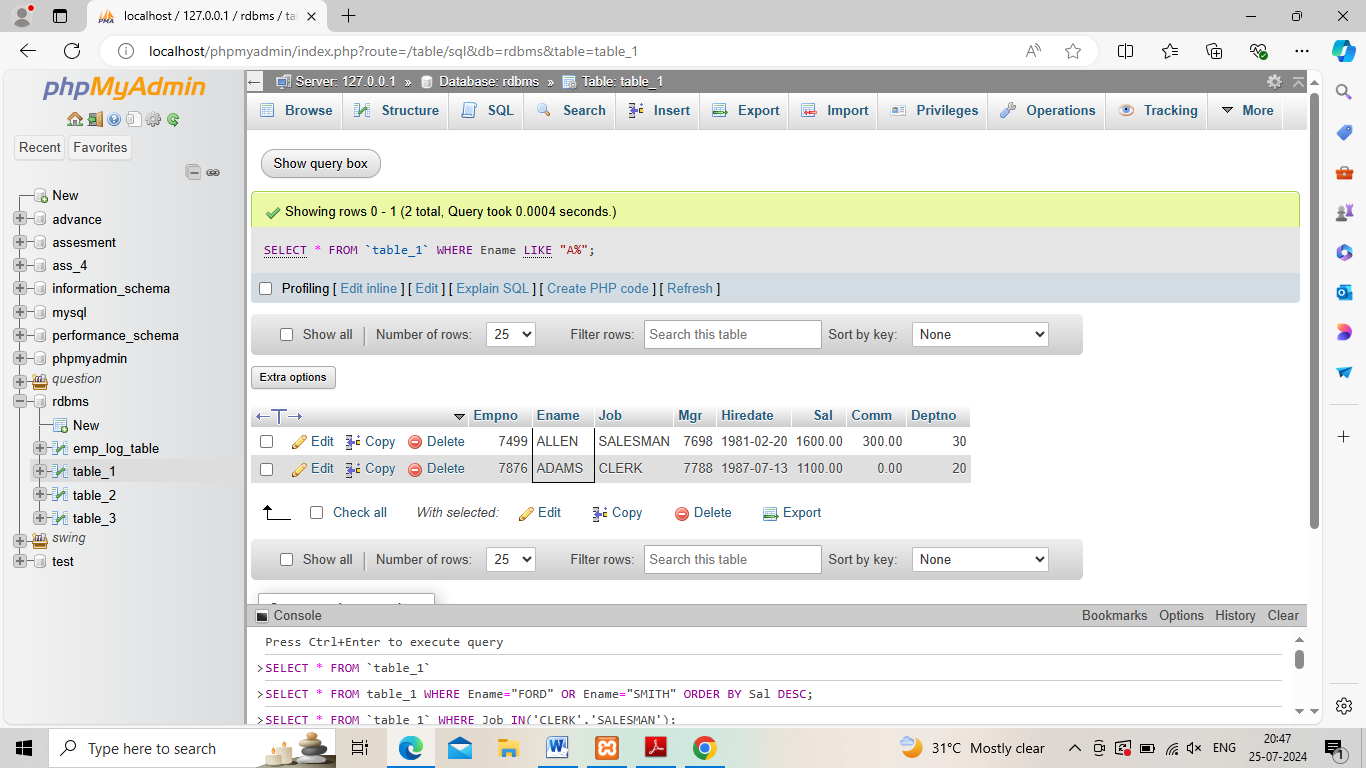 localhost / 127.0.0.1 / rdbms / ta
localhost/phpmyadmin/index.php?route=/table/sql&db=rdbms&table=table_1
phpMyAdmin
Recent Favorites
New
advance
assesment
ass_4
information_schema
mysql
performance_schema
phpmyadmin
question
rdbms
New
emp_log_table
table_1
table_2
table_3
swing
test
Server: 127.0.0.1 » Database: rdbms » Table: table_1
Browse Structure SQL Search Insert Export Import Privileges Operations Tracking More
Show query box
Showing rows 0 - 1 (2 total, Query took 0.0004 seconds.)
SELECT * FROM `table_1` WHERE Ename LIKE "A%";
Profiling [ Edit inline ] [ Edit ] [ Explain SQL ] [ Create PHP code ] [ Refresh ]
Show all Number of rows: 25 Filter rows: Search this table Sort by key: None
Extra options
Empno Ename Job Mgr Hiredate Sal Comm Deptno
Edit Copy Delete 7499 ALLEN SALESMAN 7698 1981-02-20 1600.00 300.00 30
Edit Copy Delete 7876 ADAMS CLERK 7788 1987-07-13 1100.00 0.00 20
Check all With selected: Edit Copy Delete Export
Show all Number of rows: 25 Filter rows: Search this table Sort by key: None
Console Bookmarks Options History Clear
Press Ctrl+Enter to execute query
>SELECT * FROM `table_1`
>SELECT * FROM table_1 WHERE Ename="FORD" OR Ename="SMITH" ORDER BY Sal DESC;
>SELECT * FROM `table_1` WHERE Job IN('CLERK','SALESMAN');
Type here to search
31°C Mostly clear
ENG
20:47
25-07-2024
1